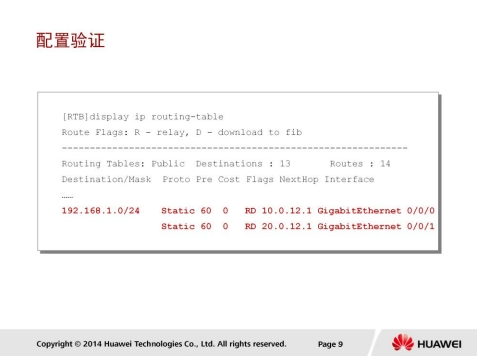 配置验证
[RTB]display ip routing-table
Route Flags: R - relay, D - download to fib
------------------------------------------------------------
Routing Tables: Public Destinations : 13 Routes : 14
Destination/Mask Proto Pre Cost Flags NextHop Interface
……
192.168.1.0/24 Static 60 0 RD 10.0.12.1 GigabitEthernet 0/0/0
Static 60 0 RD 20.0.12.1 GigabitEthernet 0/0/1
Copyright © 2014 Huawei Technologies Co., Ltd. All rights reserved. Page 9 HUAWEI